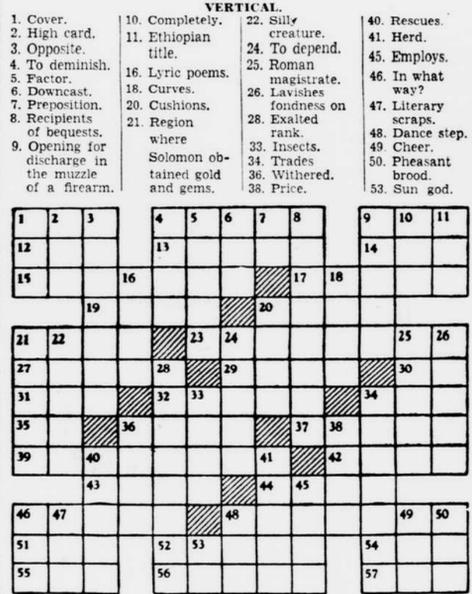 VERTICAL.
1. Cover.
2. High card.
3. Opposite.
4. To deminish.
5. Factor.
6. Downcast.
7. Preposition.
8. Recipients
of bequests.
9. Opening for
discharge in
the muzzle
of a firearm.
10. Completely.
11. Ethiopian
title.
16. Lyric poems.
18. Curves.
20. Cushions.
21. Region
where
Solomon ob-
tained gold
and gems.
22. Silly
creature.
24. To depend.
25. Roman
magistrate.
26. Lavishes
fondness on
28. Exalted
rank.
33. Insects.
34. Trades
36. Withered.
38. Price.
40. Rescues.
41. Herd.
45. Employs.
46. In what
way?
47. Literary
scraps.
48. Dance step.
49. Cheer.
50. Pheasant
brood.
53. Sun god.
1 2 3 4 5 6 7 8 9 10 11
12 13 14
15 16 17 18
19 20
21 22 23 24 25 26
27 28 29 30
31 32 33 34
35 36 37 38
39 40 41 42
43 44 45
46 47 48 49 50
51 52 53 54
55 56 57